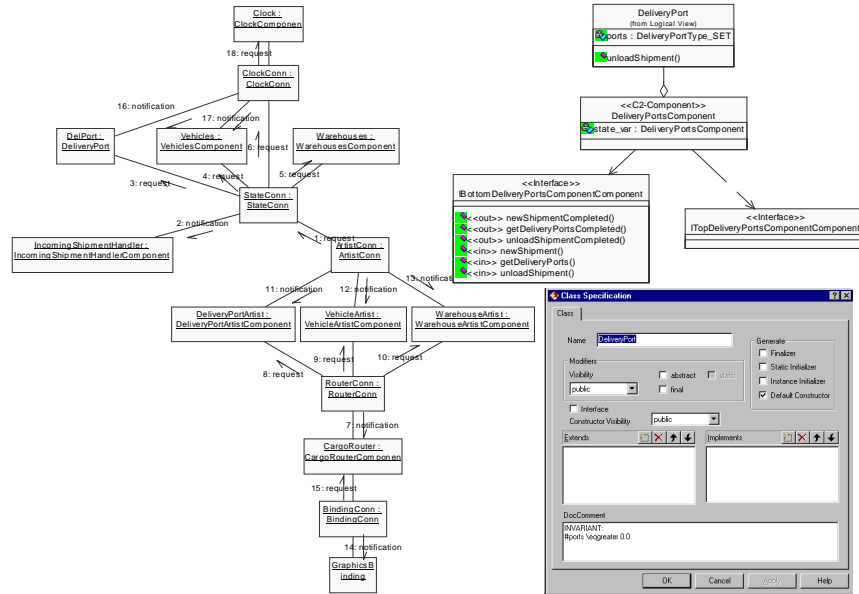 Clock :
ClockComponen
18: request
ClockConn :
ClockConn
16: notification
17: notification
DelPort :
DeliveryPort
Vehicles :
VehiclesComponent
6: request
Warehouses :
WarehousesComponent
3: request
4: request
5: request
StateConn :
StateConn
2: notification
1: request
IncomingShipmentHandler :
IncomingShipmentHandlerComponent
ArtistConn :
ArtistConn
11: notification
12: notification
13: notificati
DeliveryPortArtist :
DeliveryPortArtistComponent
VehicleArtist :
VehicleArtistComponent
WarehouseArtist :
WarehouseArtistComponent
8: request
9: request
10: request
RouterConn :
RouterConn
7: notification
CargoRouter :
CargoRouterComponen
15: request
BindingConn :
BindingConn
14: notification
GraphicsB
inding
DeliveryPort
(from Logical View)
ports : DeliveryPortType_SET
unloadShipment()
<<C2-Component>>
DeliveryPortsComponent
state_var : DeliveryPortsComponent
<<Interface>>
IBottomDeliveryPortsComponentComponent
<<out>> newShipmentCompleted()
<<out>> getDeliveryPortsCompleted()
<<out>> unloadShipmentCompleted()
<<in>> newShipment()
<<in>> getDeliveryPorts()
<<in>> unloadShipment()
<<Interface>>
ITopDeliveryPortsComponentComponent
Class Specification
Class
Name DeliveryPort
Generate
Finalizer
Static Initializer
Instance Initializer
Default Constructor
Modifiers
Visibility
public
abstract
static
final
Interface
Constructor Visibility
public
Extends
Implements
DocComment
INVARIANT:
#ports \eqgreater 0.0
OK
Cancel
Apply
Help